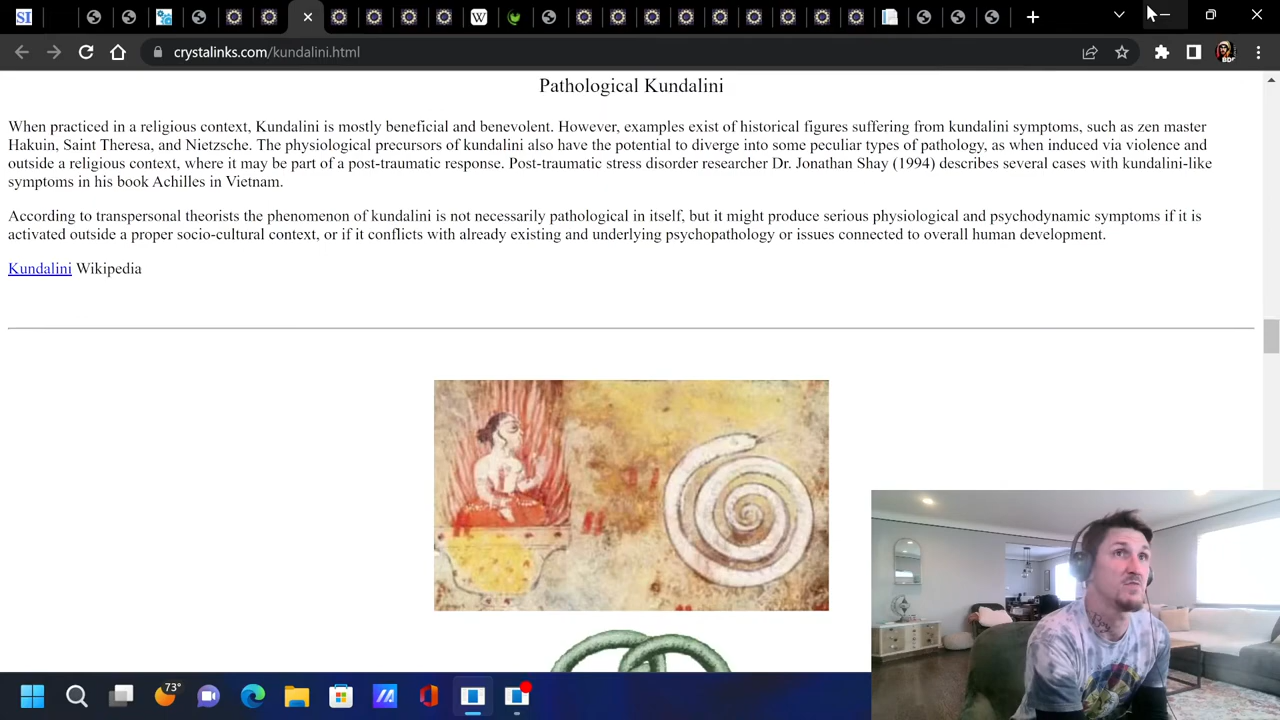 SI
W
crystalinks.com/kundalini.html
Pathological Kundalini
When practiced in a religious context, Kundalini is mostly beneficial and benevolent. However, examples exist of historical figures suffering from kundalini symptoms, such as zen master
Hakuin, Saint Theresa, and Nietzsche. The physiological precursors of kundalini also have the potential to diverge into some peculiar types of pathology, as when induced via violence and
outside a religious context, where it may be part of a post-traumatic response. Post-traumatic stress disorder researcher Dr. Jonathan Shay (1994) describes several cases with kundalini-like
symptoms in his book Achilles in Vietnam.
According to transpersonal theorists the phenomenon of kundalini is not necessarily pathological in itself, but it might produce serious physiological and psychodynamic symptoms if it is
activated outside a proper socio-cultural context, or if it conflicts with already existing and underlying psychopathology or issues connected to overall human development.
Kundalini Wikipedia
73°